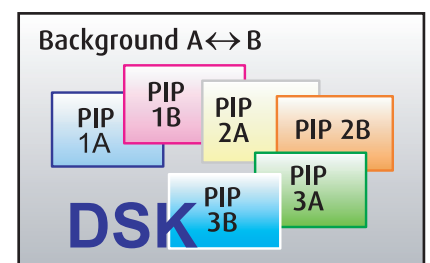 Background A↔B
PIP
1A
PIP
1B
PIP
2A
PIP 2B
PIP
3A
PIP
3B
DSK